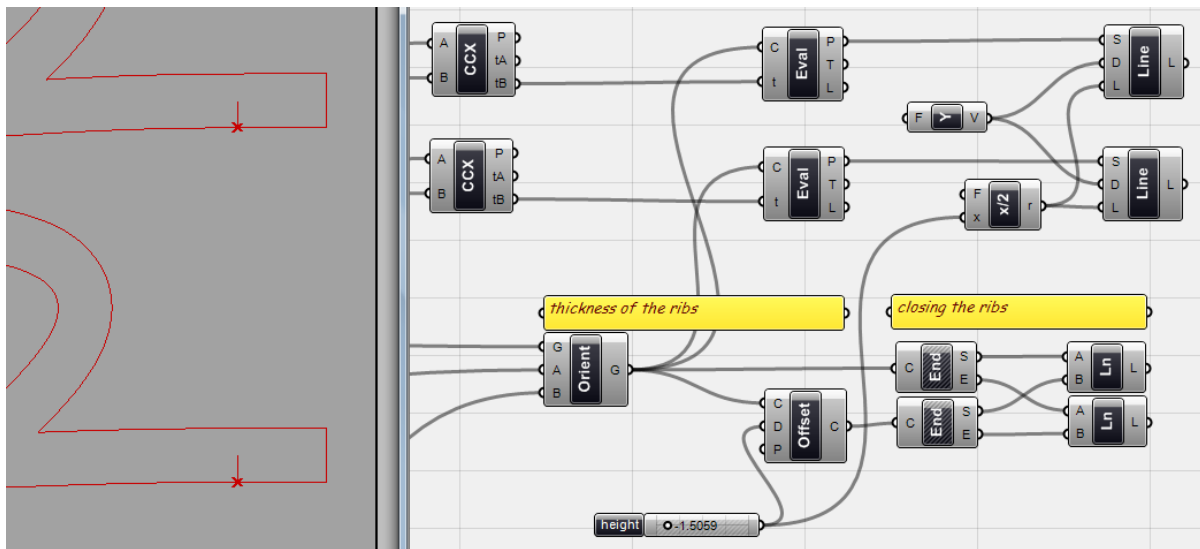 A B CCX P tA tB
C t Eval P T L
S D L Line L
F Y V
A B CCX P tA tB
C t Eval P T L
S D L Line L
F x x/2 r
thickness of the ribs
closing the ribs
G A B Orient G
C End S E
A B Ln L
C D P Offset C
C End S E
A B Ln L
height -1.5059